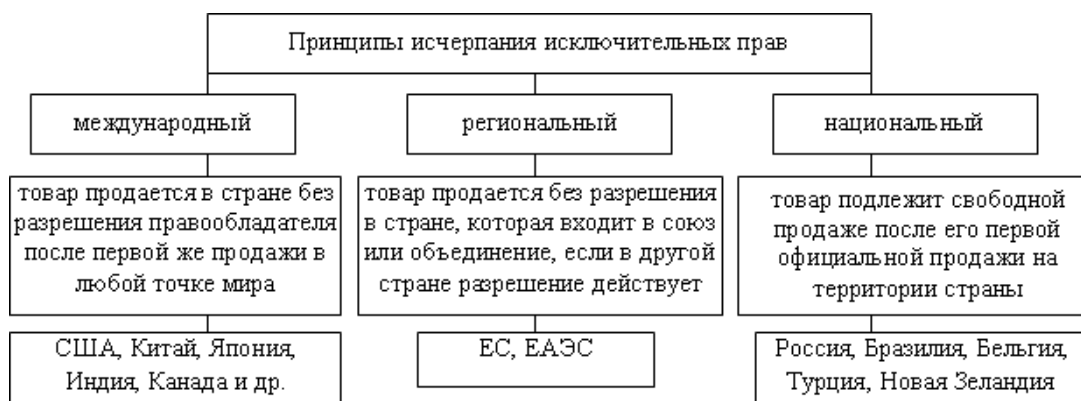 Принципы исчерпания исключительных прав
международный
региональный
национальный
товар продается в стране без
разрешения правообладателя
после первой же продажи в
любой точке мира
товар продается без разрешения
в стране, которая входит в союз
или объединение, если в другой
стране разрешение действует
товар подлежит свободной
продаже после его первой
официальной продажи на
территории страны
США, Китай, Япония,
Индия, Канада и др.
ЕС, ЕАЭС
Россия, Бразилия, Бельгия,
Турция, Новая Зеландия